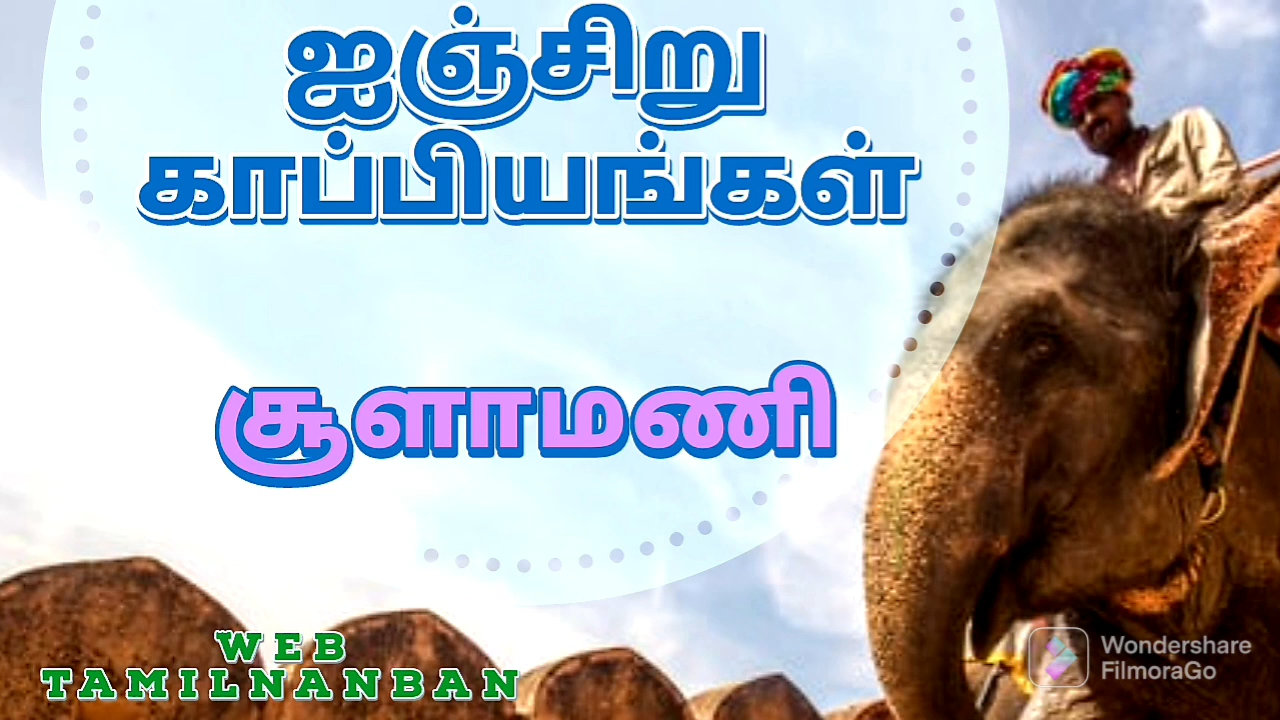 ஐஞ்சிறு
காப்பியங்கள்
சூளாமணி
WEB
TAMILNANBAN
Wondershare
FilmoraGo